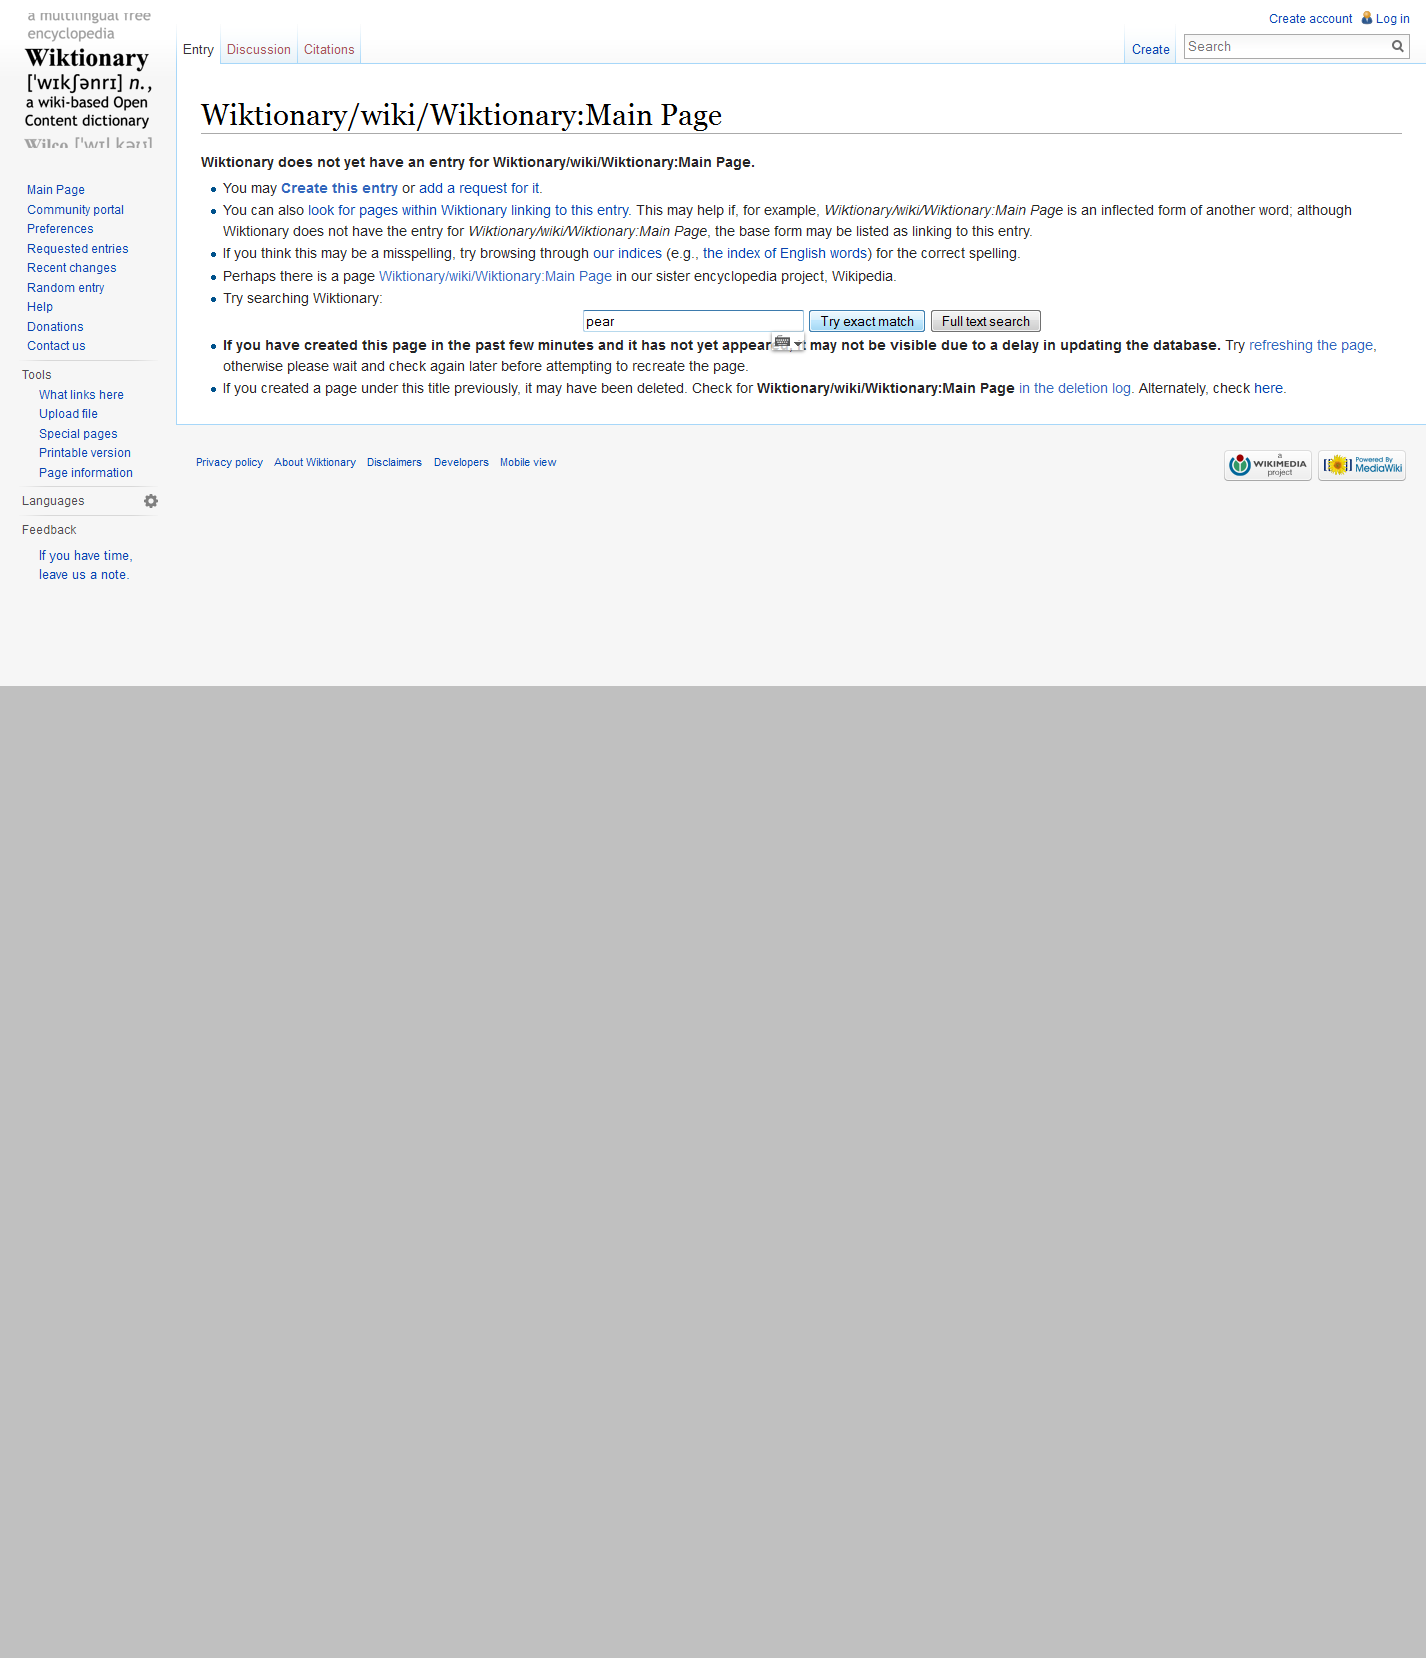 a multilingual free
encyclopedia
Wiktionary
['wɪkʃənrɪ] n.,
a wiki-based Open
Content dictionary
Wilco ['wɪl kəʊ]
Create account Log in
Entry Discussion Citations Create Search
Wiktionary/wiki/Wiktionary:Main Page
Wiktionary does not yet have an entry for Wiktionary/wiki/Wiktionary:Main Page.
You may Create this entry or add a request for it.
You can also look for pages within Wiktionary linking to this entry. This may help if, for example, Wiktionary/wiki/Wiktionary:Main Page is an inflected form of another word; although
Wiktionary does not have the entry for Wiktionary/wiki/Wiktionary:Main Page, the base form may be listed as linking to this entry.
If you think this may be a misspelling, try browsing through our indices (e.g., the index of English words) for the correct spelling.
Perhaps there is a page Wiktionary/wiki/Wiktionary:Main Page in our sister encyclopedia project, Wikipedia.
Try searching Wiktionary:
pear Try exact match Full text search
If you have created this page in the past few minutes and it has not yet appear may not be visible due to a delay in updating the database. Try refreshing the page,
otherwise please wait and check again later before attempting to recreate the page.
If you created a page under this title previously, it may have been deleted. Check for Wiktionary/wiki/Wiktionary:Main Page in the deletion log. Alternately, check here.
Main Page
Community portal
Preferences
Requested entries
Recent changes
Random entry
Help
Donations
Contact us
Tools
What links here
Upload file
Special pages
Printable version
Page information
Languages
Feedback
If you have time,
leave us a note.
Privacy policy About Wiktionary Disclaimers Developers Mobile view
a
WIKIMEDIA
project
Powered By
MediaWiki